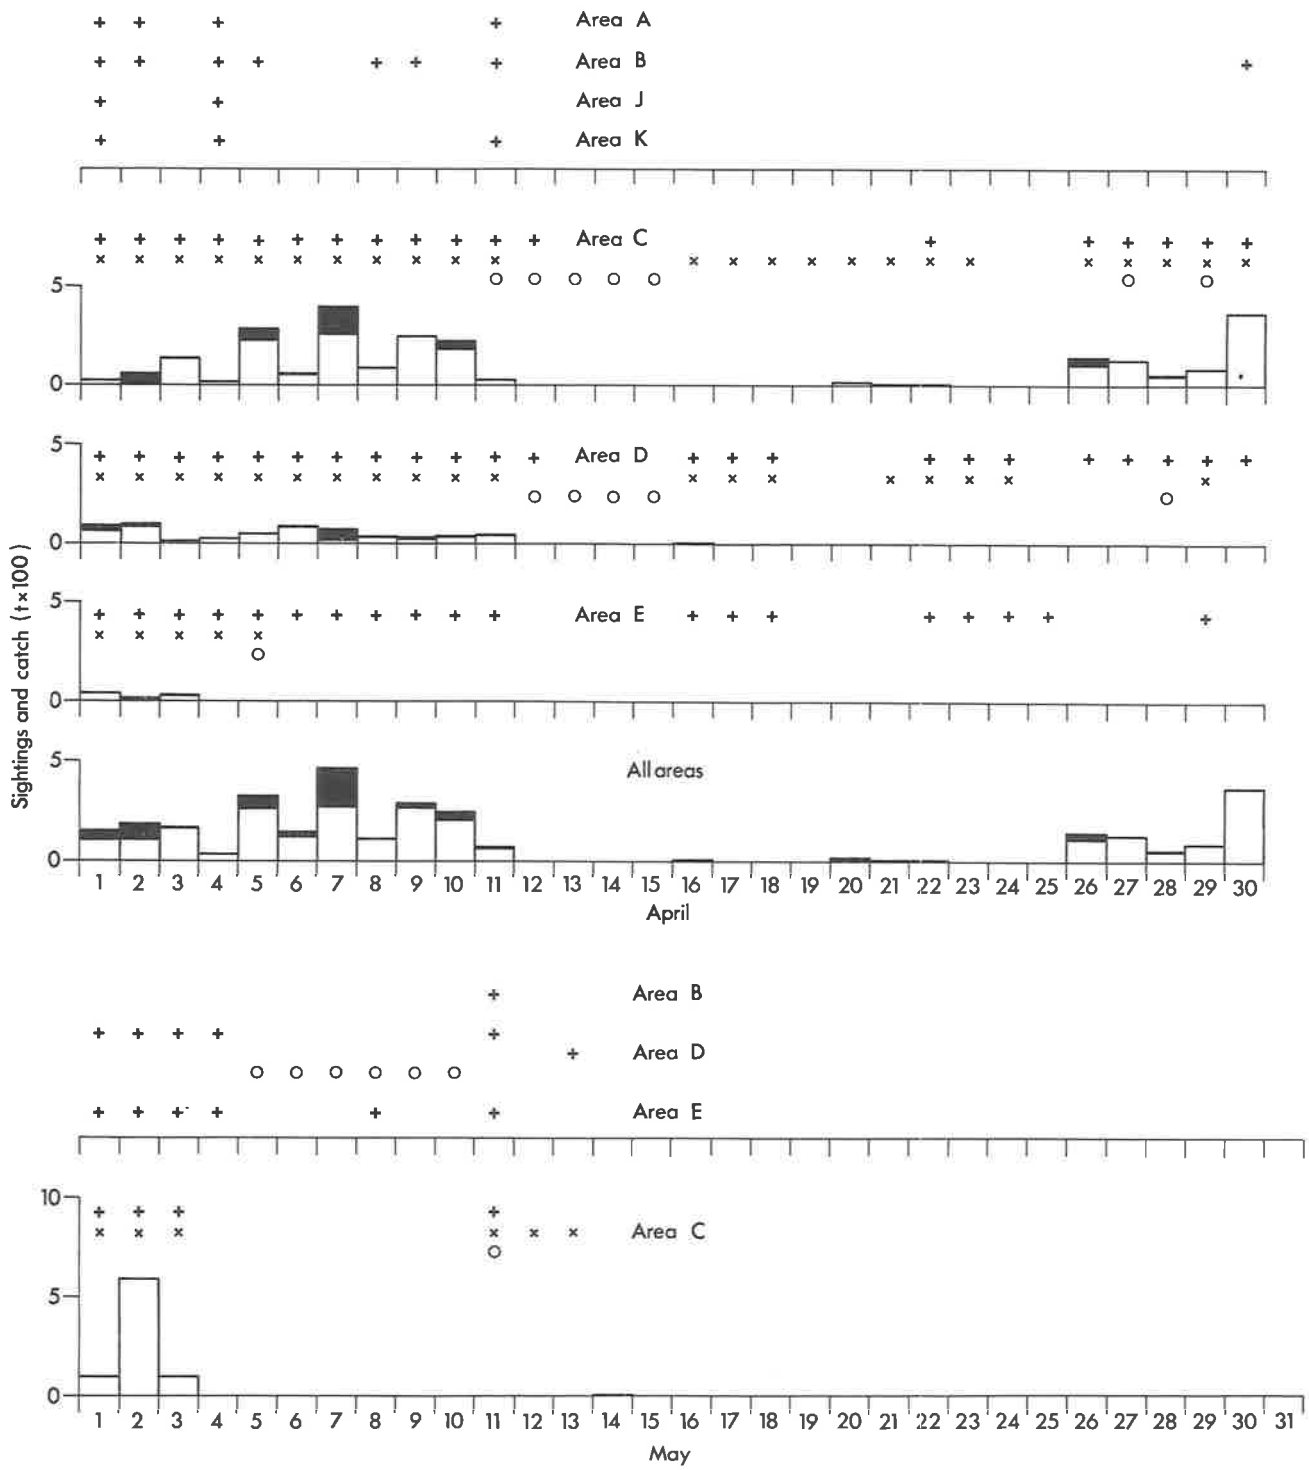 Area A
Area B
Area J
Area K
Area C
5
0
5
Area D
0
5
Area E
0
5
All areas
0
1 2 3 4 5 6 7 8 9 10 11 12 13 14 15 16 17 18 19 20 21 22 23 24 25 26 27 28 29 30
April
Sightings and catch (t×100)
Area B
Area D
Area E
10
Area C
5
0
1 2 3 4 5 6 7 8 9 10 11 12 13 14 15 16 17 18 19 20 21 22 23 24 25 26 27 28 29 30 31
May